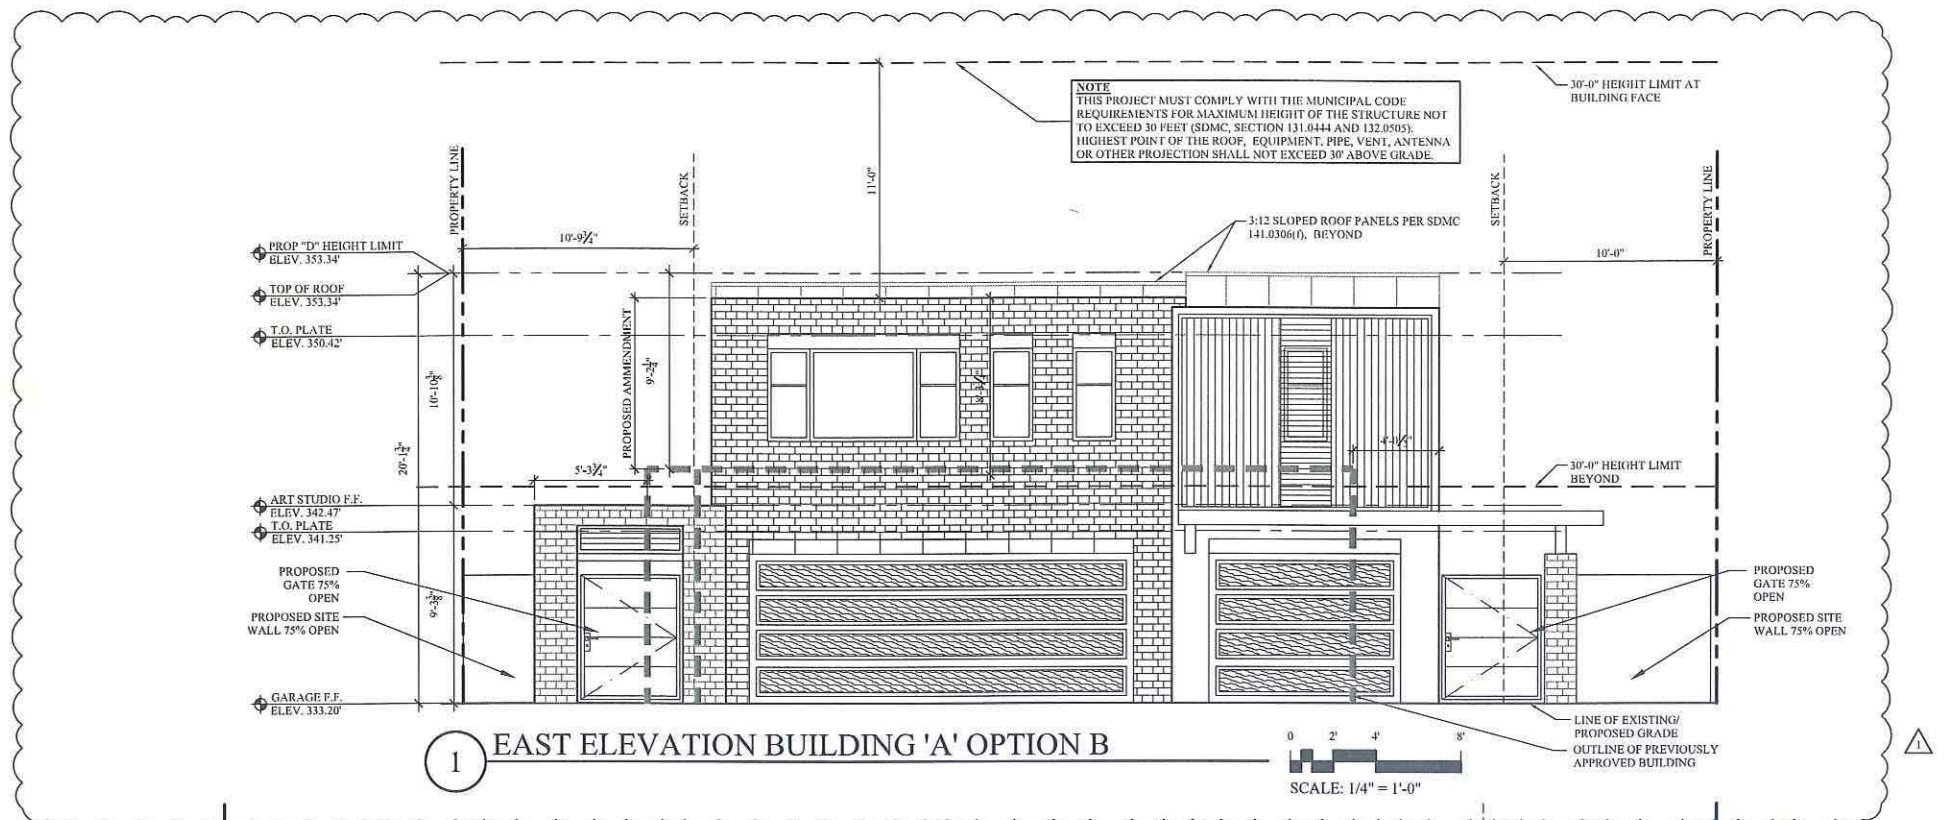 30'-0" HEIGHT LIMIT AT
BUILDING FACE
NOTE
THIS PROJECT MUST COMPLY WITH THE MUNICIPAL CODE
REQUIREMENTS FOR MAXIMUM HEIGHT OF THE STRUCTURE NOT
TO EXCEED 30 FEET (SDMC, SECTION 131.0444 AND 132.0505).
HIGHEST POINT OF THE ROOF, EQUIPMENT, PIPE, VENT, ANTENNA
OR OTHER PROJECTION SHALL NOT EXCEED 30' ABOVE GRADE.
PROPERTY LINE
SETBACK
11'-0"
SETBACK
PROPERTY LINE
3:12 SLOPED ROOF PANELS PER SDMC
141.0306(f), BEYOND
10'-9¾"
10'-0"
PROP "D" HEIGHT LIMIT
ELEV. 353.34'
TOP OF ROOF
ELEV. 353.34'
T.O. PLATE
ELEV. 350.42'
PROPOSED AMMENDMENT
9'-2¼"
10'-10⅜"
20'-1½"
5'-3¾"
30'-0" HEIGHT LIMIT
BEYOND
ART STUDIO F.F.
ELEV. 342.47'
T.O. PLATE
ELEV. 341.25'
PROPOSED
GATE 75%
OPEN
PROPOSED SITE
WALL 75% OPEN
9'-3⅜"
PROPOSED
GATE 75%
OPEN
PROPOSED SITE
WALL 75% OPEN
GARAGE F.F.
ELEV. 333.20'
LINE OF EXISTING/
PROPOSED GRADE
OUTLINE OF PREVIOUSLY
APPROVED BUILDING
1
EAST ELEVATION BUILDING 'A' OPTION B
0 2' 4' 8'
SCALE: 1/4" = 1'-0"
1